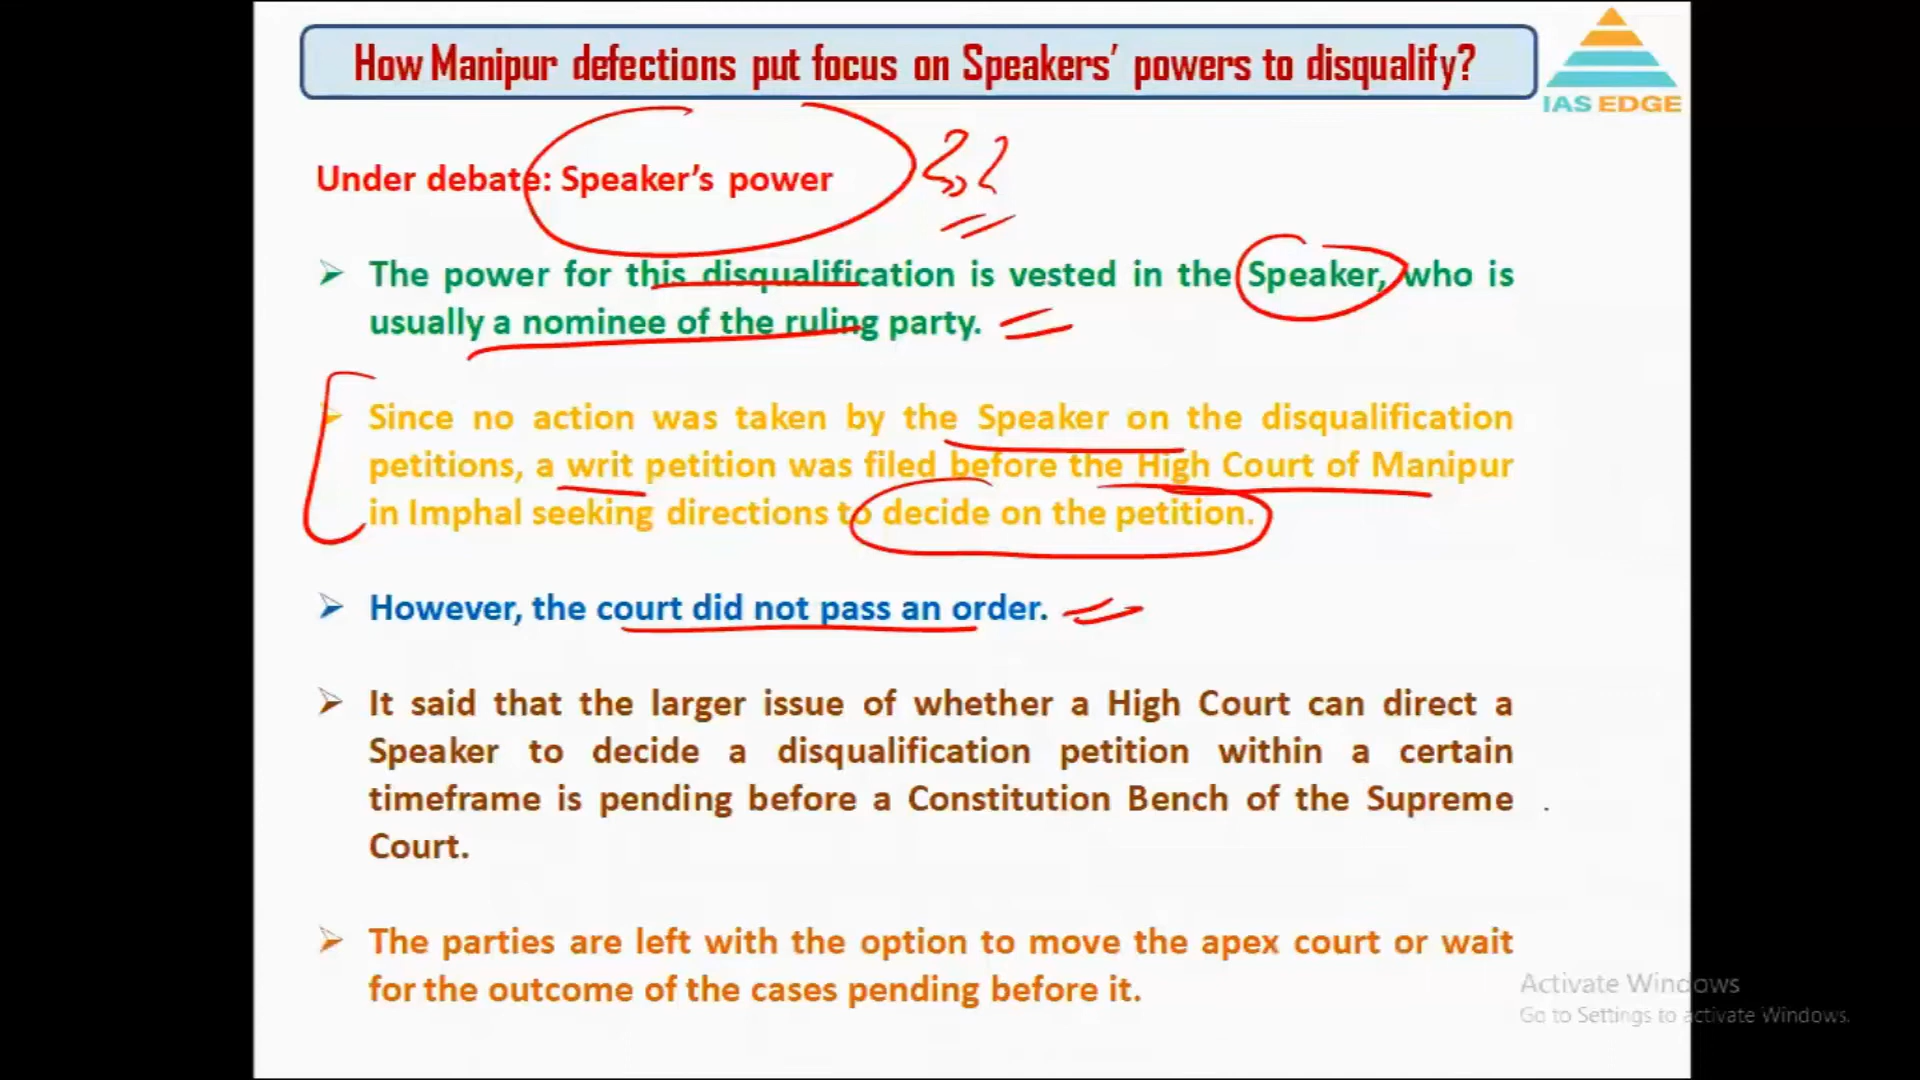 How Manipur defections put focus on Speakers’ powers to disqualify?
IAS EDGE
Under debate: Speaker’s power
The power for this disqualification is vested in the Speaker, who is
usually a nominee of the ruling party.
Since no action was taken by the Speaker on the disqualification
petitions, a writ petition was filed before the High Court of Manipur
in Imphal seeking directions to decide on the petition.
However, the court did not pass an order.
It said that the larger issue of whether a High Court can direct a
Speaker to decide a disqualification petition within a certain
timeframe is pending before a Constitution Bench of the Supreme
Court.
The parties are left with the option to move the apex court or wait
for the outcome of the cases pending before it.
Activate Windows
Go to Settings to activate Windows.